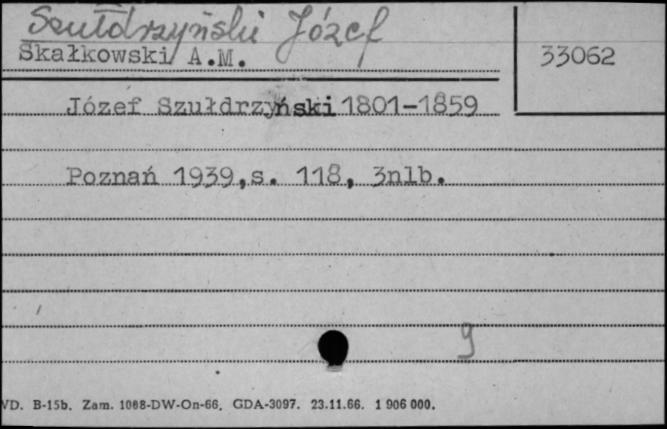 Szułdrzyński Józef
Skałkowski A.M.
33062
Józef Szułdrzyński 1801-1859
Poznań 1939, s. 118, 3nlb.
9
VD. B-15b. Zam. 1068-DW-On-66. GDA-3097. 23.11.66. 1 906 000.